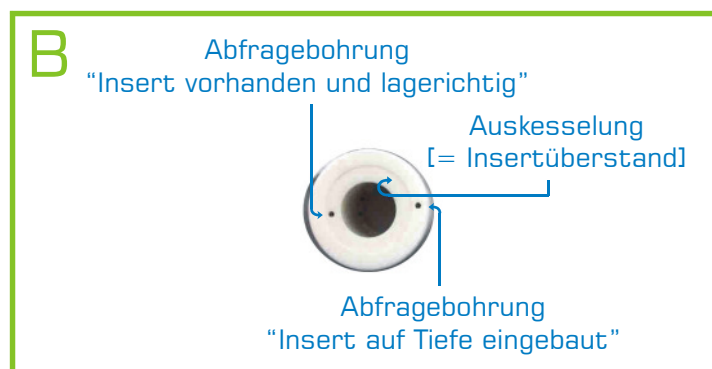 B
Abfragebohrung
“Insert vorhanden und lagerichtig”
Auskesselung
[= Insertüberstand]
Abfragebohrung
“Insert auf Tiefe eingebaut”